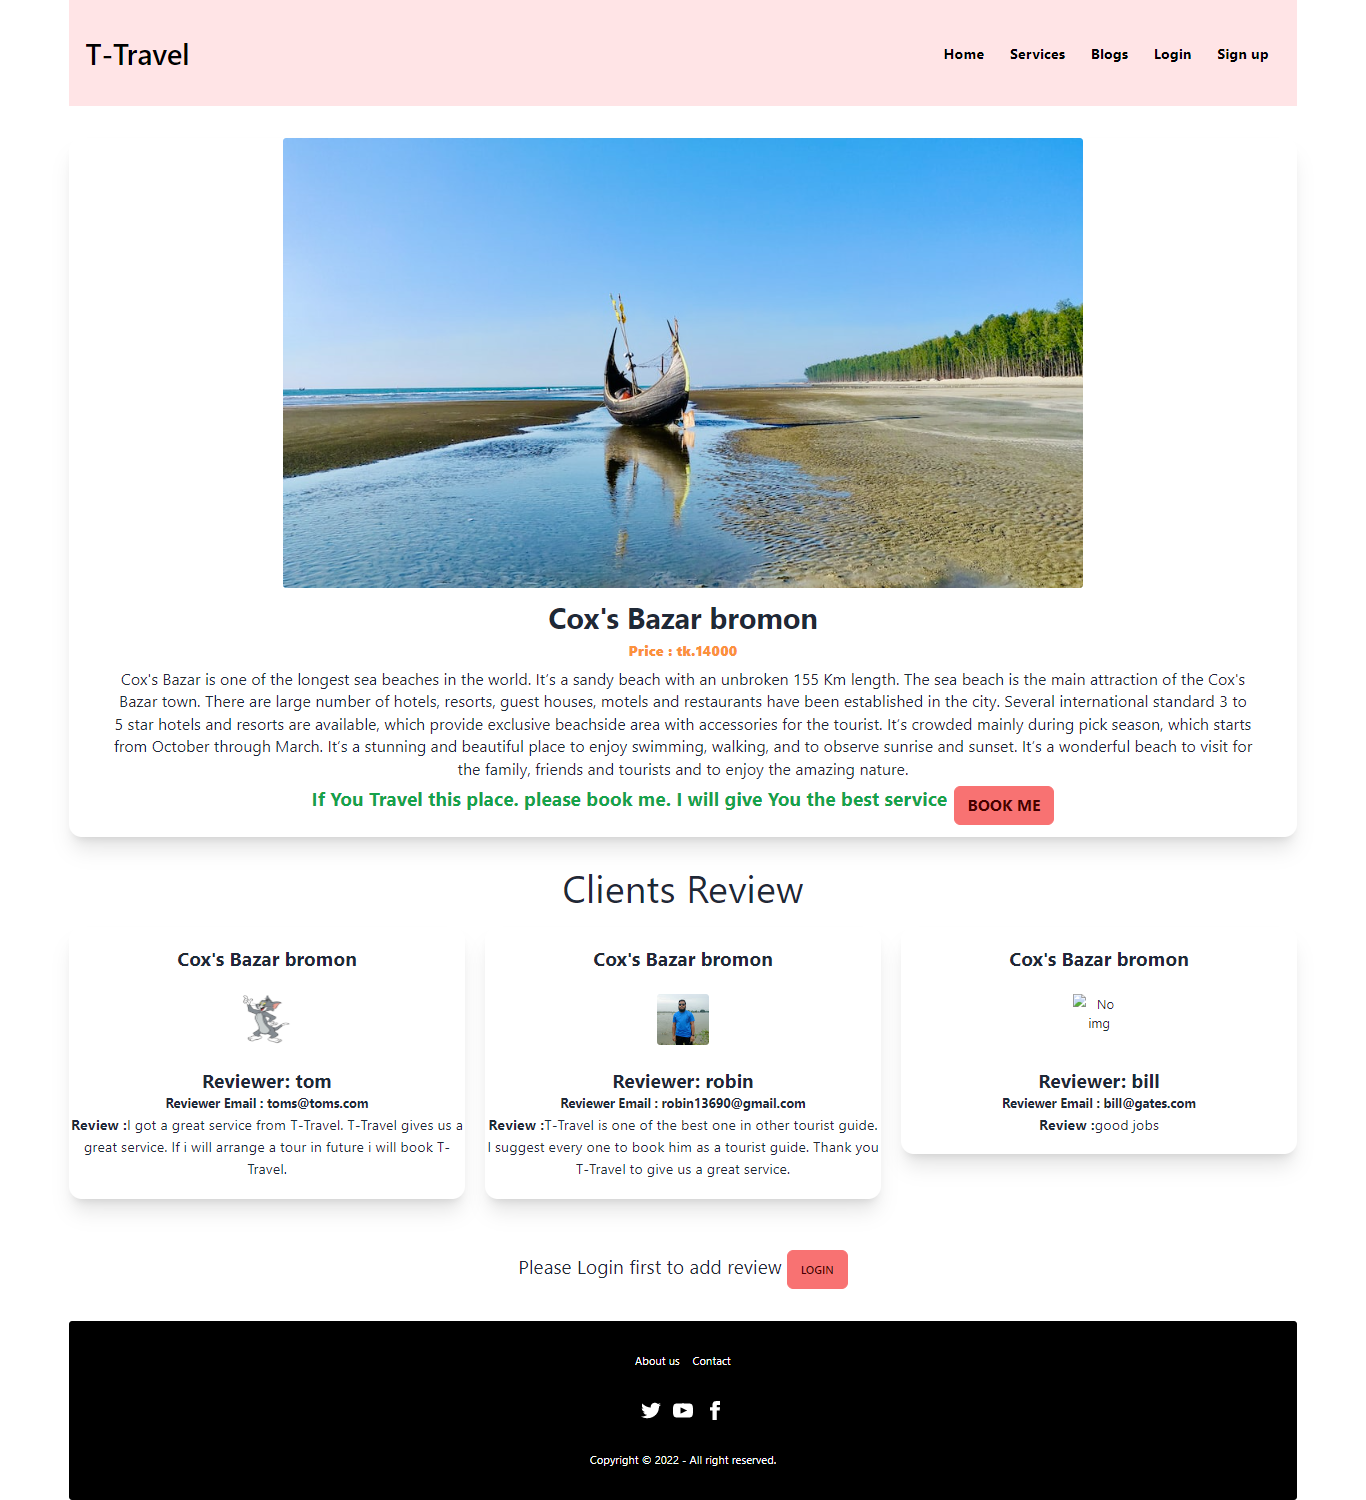 T-Travel
Home Services Blogs Login Sign up
Cox's Bazar bromon
Price : tk.14000
Cox's Bazar is one of the longest sea beaches in the world. It’s a sandy beach with an unbroken 155 Km length. The sea beach is the main attraction of the Cox's
Bazar town. There are large number of hotels, resorts, guest houses, motels and restaurants have been established in the city. Several international standard 3 to
5 star hotels and resorts are available, which provide exclusive beachside area with accessories for the tourist. It’s crowded mainly during pick season, which starts
from October through March. It’s a stunning and beautiful place to enjoy swimming, walking, and to observe sunrise and sunset. It’s a wonderful beach to visit for
the family, friends and tourists and to enjoy the amazing nature.
If You Travel this place. please book me. I will give You the best service BOOK ME
Clients Review
Cox's Bazar bromon
Reviewer: tom
Reviewer Email : toms@toms.com
Review :I got a great service from T-Travel. T-Travel gives us a
great service. If i will arrange a tour in future i will book T-
Travel.
Cox's Bazar bromon
Reviewer: robin
Reviewer Email : robin13690@gmail.com
Review :T-Travel is one of the best one in other tourist guide.
I suggest every one to book him as a tourist guide. Thank you
T-Travel to give us a great service.
Cox's Bazar bromon
No
img
Reviewer: bill
Reviewer Email : bill@gates.com
Review :good jobs
Please Login first to add review LOGIN
About us Contact
Copyright © 2022 - All right reserved.